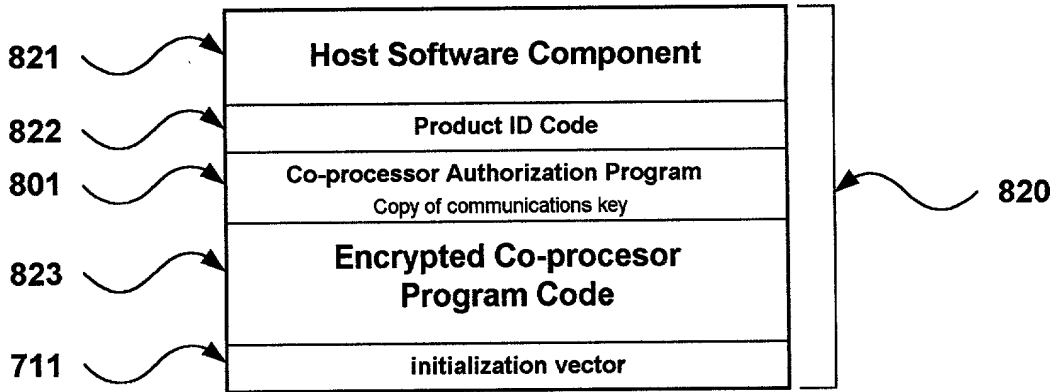 821
Host Software Component
822
Product ID Code
801
Co-processor Authorization Program
Copy of communications key
820
823
Encrypted Co-procesor
Program Code
711
initialization vector